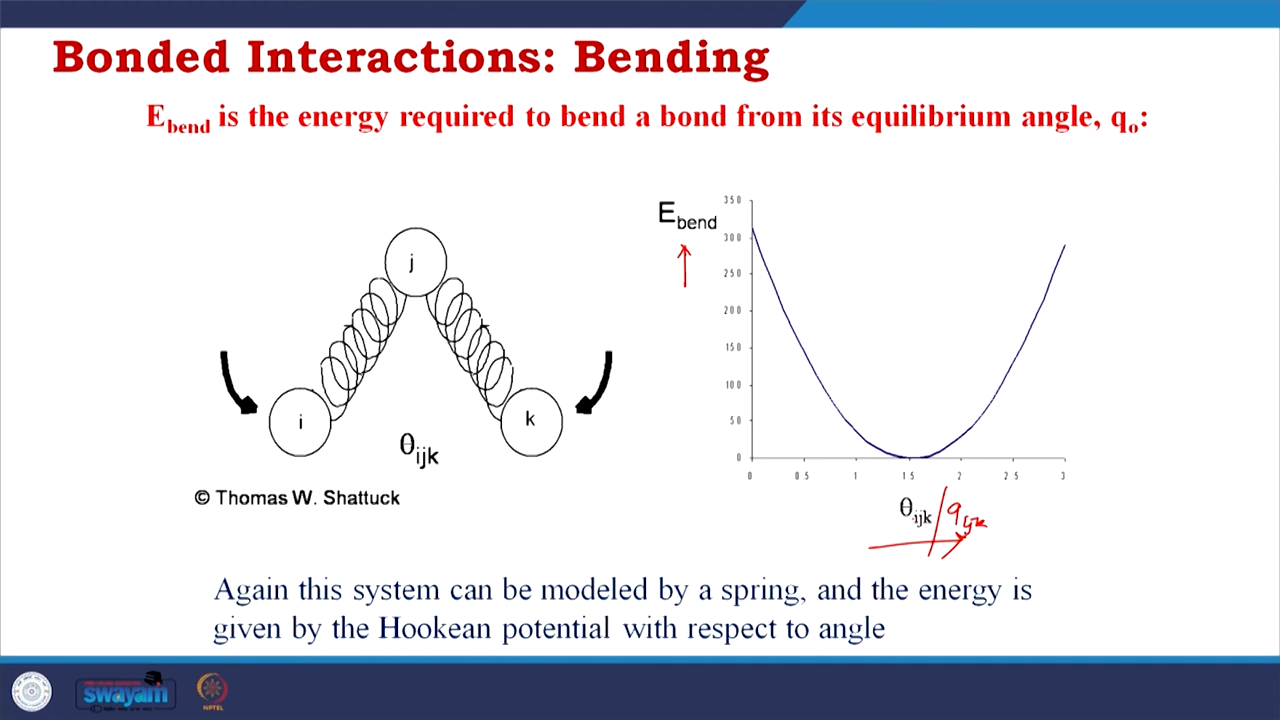 Bonded Interactions: Bending
E_bend is the energy required to bend a bond from its equilibrium angle, q_o:
E_bend
350
300
250
200
150
100
50
0
0 0 5 1 1 5 2 2 5 3
j
i
k
θ_ijk
© Thomas W. Shattuck
θ_ijk / q_ijk
Again this system can be modeled by a spring, and the energy is
given by the Hookean potential with respect to angle
swayam
NPTEL